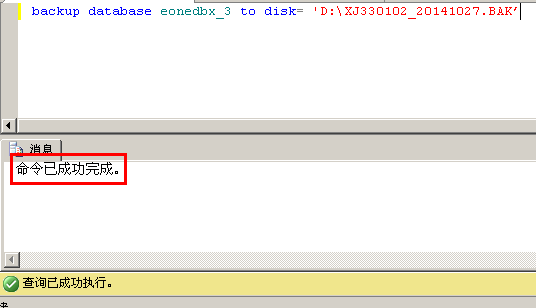 backup database eonedbx_3 to disk= 'D:\XJ330102_20141027.BAK’
消息
命令已成功完成。
查询已成功执行。